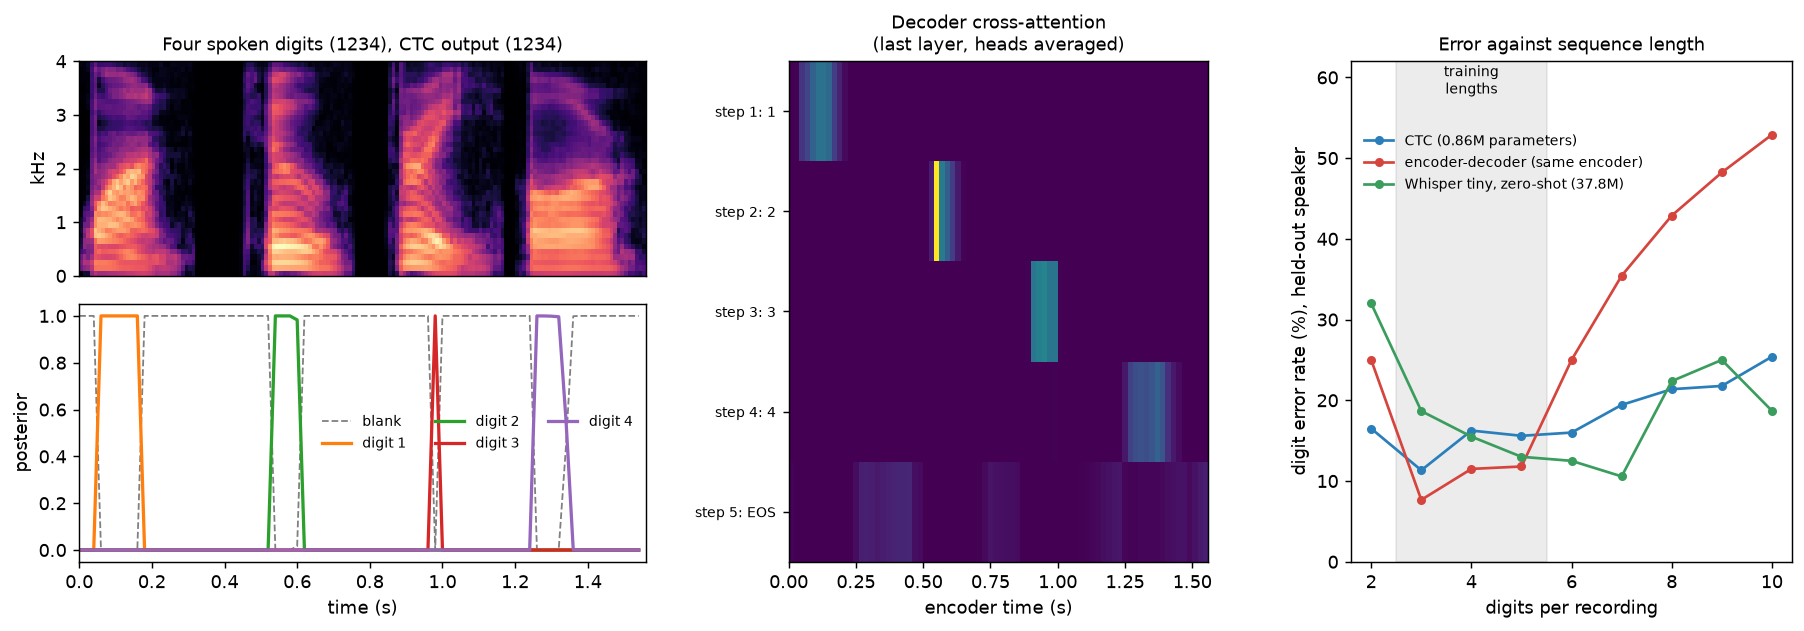 Four spoken digits (1234), CTC output (1234)
4
3
2
1
0
kHz
1.0
0.8
0.6
0.4
0.2
0.0
posterior
blank
digit 1
digit 2
digit 3
digit 4
0.0 0.2 0.4 0.6 0.8 1.0 1.2 1.4
time (s)
Decoder cross-attention
(last layer, heads averaged)
step 1: 1
step 2: 2
step 3: 3
step 4: 4
step 5: EOS
0.00 0.25 0.50 0.75 1.00 1.25 1.50
encoder time (s)
Error against sequence length
training
lengths
CTC (0.86M parameters)
encoder-decoder (same encoder)
Whisper tiny, zero-shot (37.8M)
60
50
40
30
20
10
0
digit error rate (%), held-out speaker
2 4 6 8 10
digits per recording